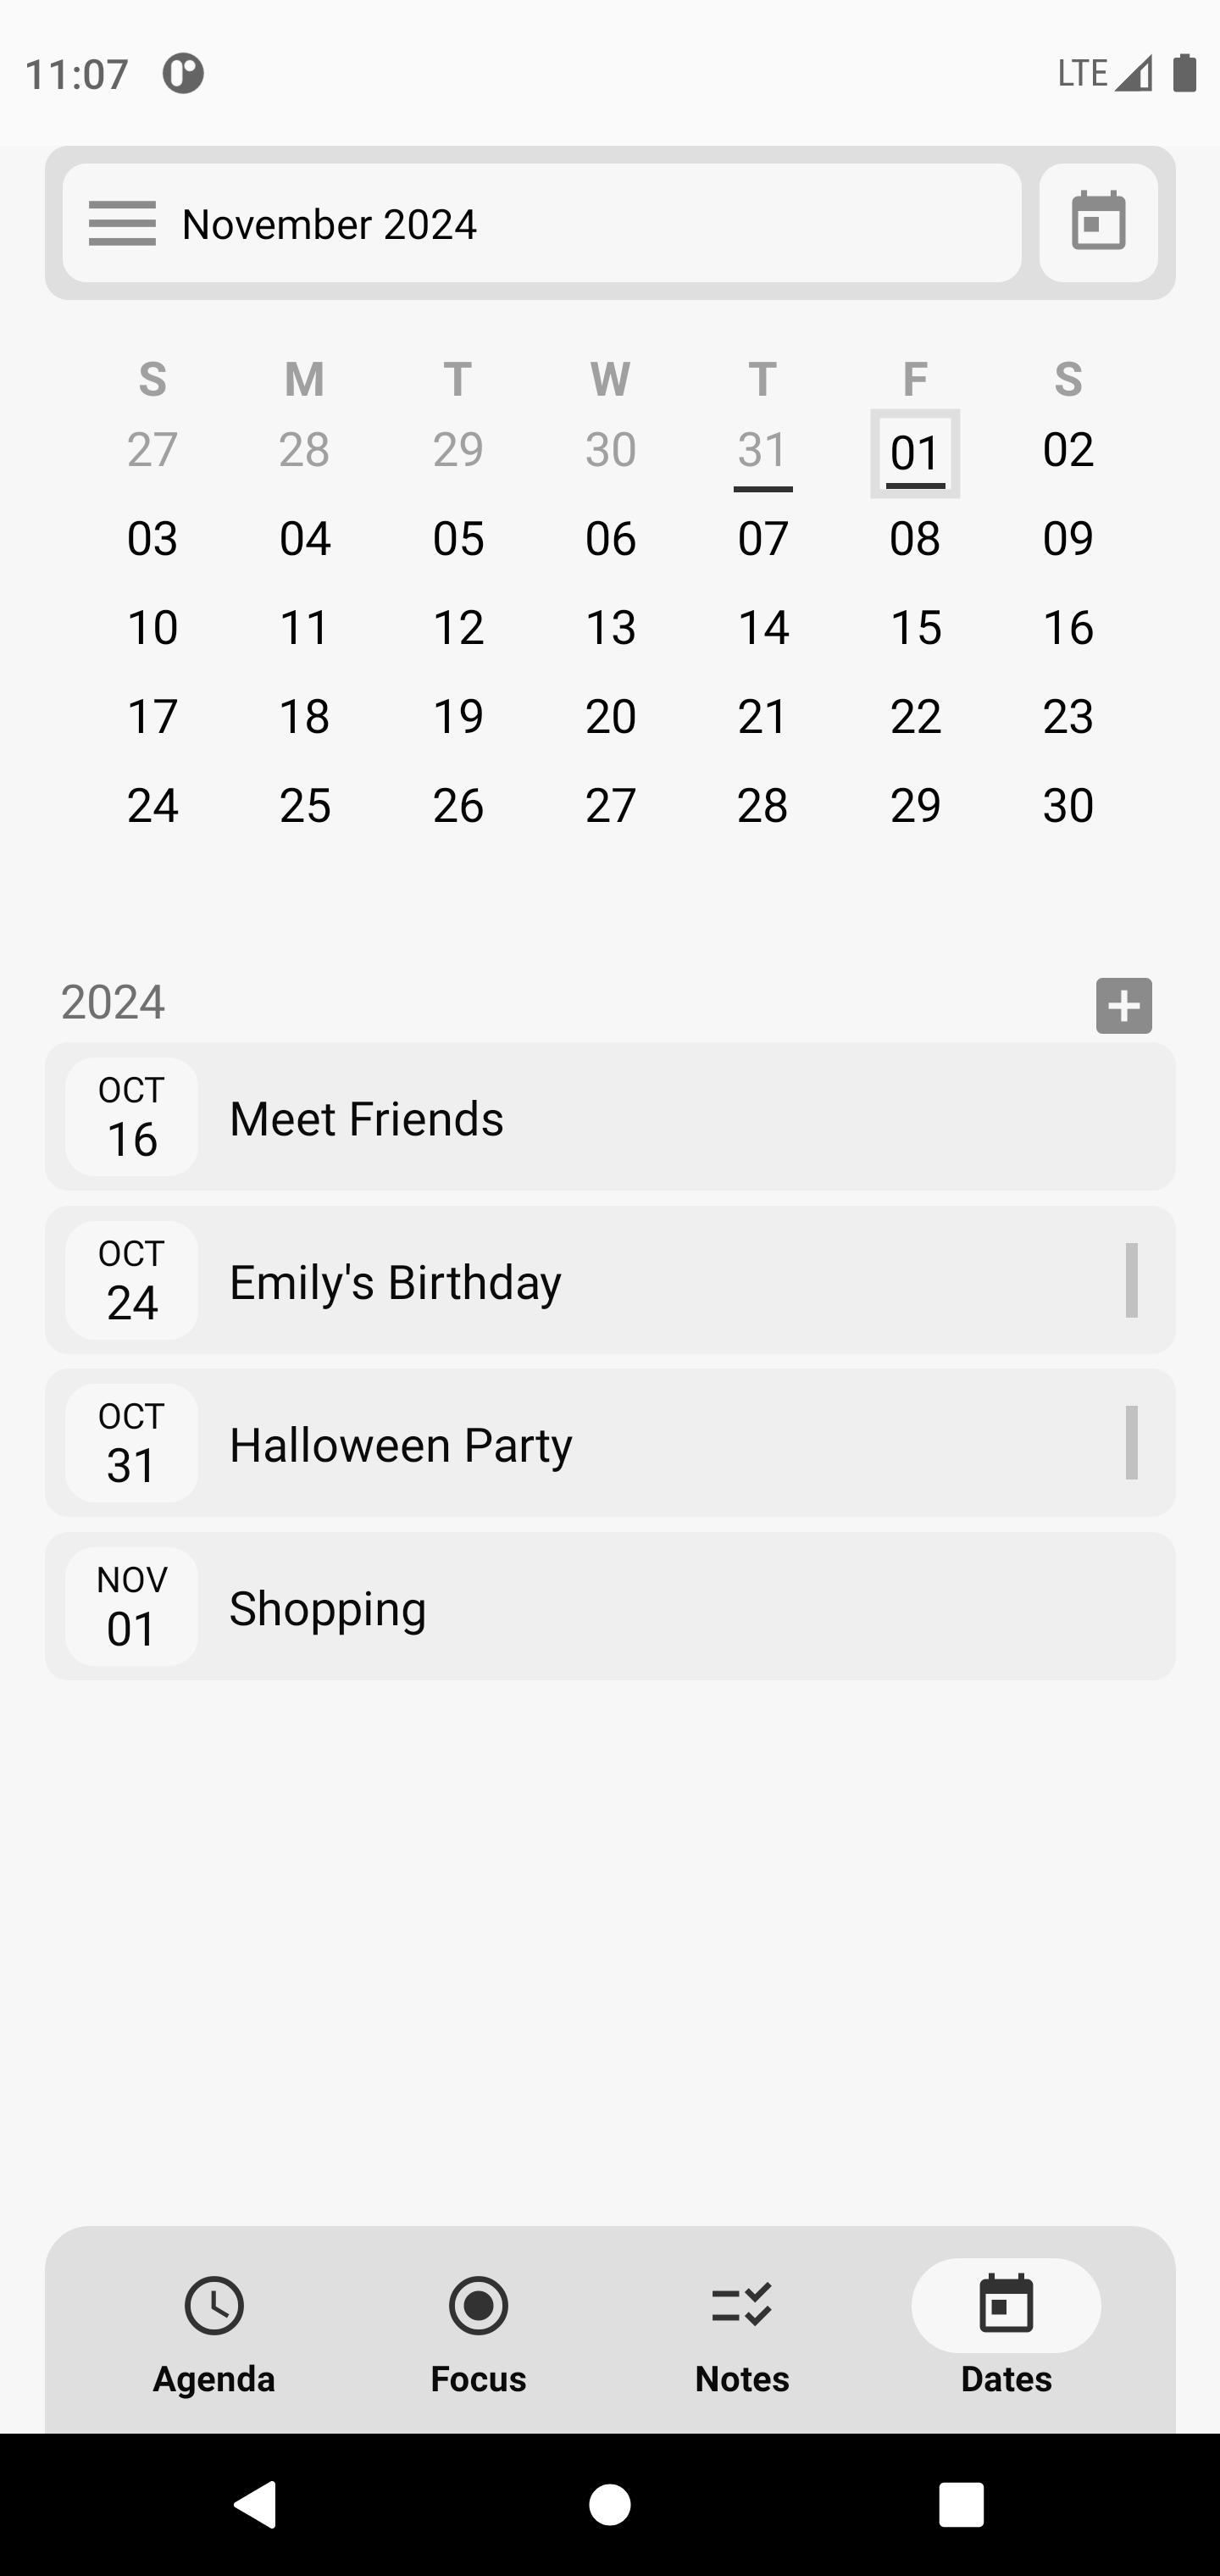 11:07 LTE
November 2024
S M T W T F S
27 28 29 30 31 01 02
03 04 05 06 07 08 09
10 11 12 13 14 15 16
17 18 19 20 21 22 23
24 25 26 27 28 29 30
2024
OCT
16
Meet Friends
OCT
24
Emily's Birthday
OCT
31
Halloween Party
NOV
01
Shopping
Agenda Focus Notes Dates